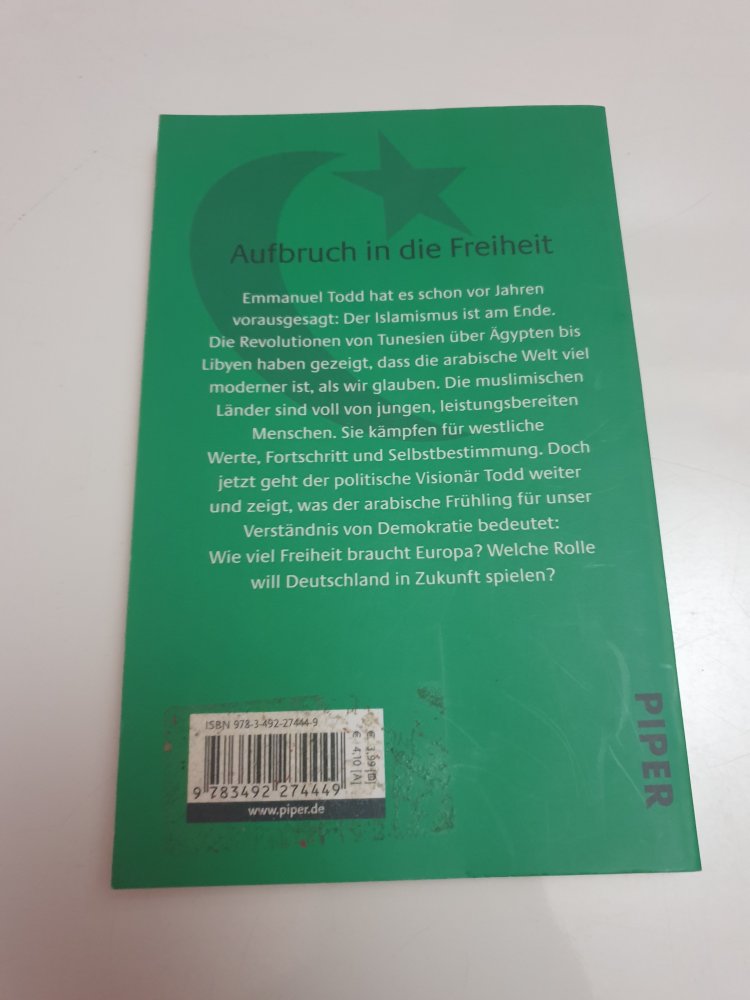 Aufbruch in die Freiheit
Emmanuel Todd hat es schon vor Jahren
vorausgesagt: Der Islamismus ist am Ende.
Die Revolutionen von Tunesien über Ägypten bis
Libyen haben gezeigt, dass die arabische Welt viel
moderner ist, als wir glauben. Die muslimischen
Länder sind voll von jungen, leistungsbereiten
Menschen. Sie kämpfen für westliche
Werte, Fortschritt und Selbstbestimmung. Doch
jetzt geht der politische Visionär Todd weiter
und zeigt, was der arabische Frühling für unser
Verständnis von Demokratie bedeutet:
Wie viel Freiheit braucht Europa? Welche Rolle
will Deutschland in Zukunft spielen?
ISBN 978-3-492-27444-9
€ 3,99 [D]
€ 4,10 [A]
9 783492 274449
www.piper.de
PIPER